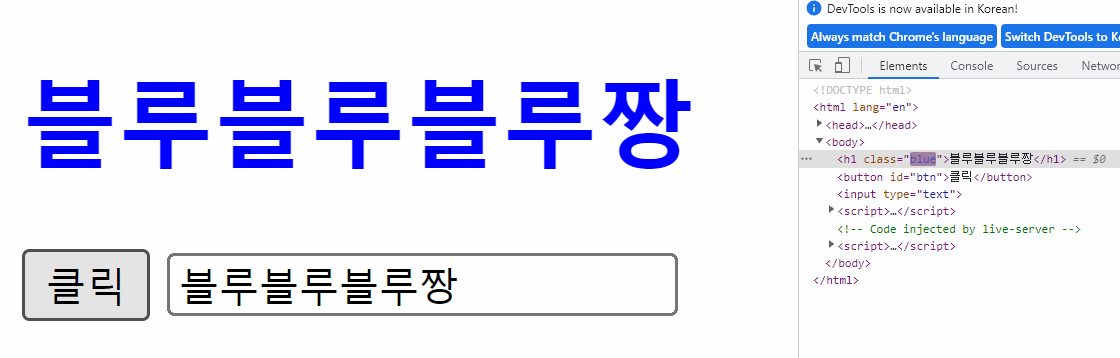 블루블루블루짱
클릭
블루블루블루짱
DevTools is now available in Korean!
Always match Chrome's language
Switch DevTools to K
Elements
Console
Sources
Networ
<!DOCTYPE html>
<html lang="en">
<head>…</head>
<body>
··· <h1 class="blue">블루블루블루짱</h1> == $0
<button id="btn">클릭</button>
<input type="text">
<script>…</script>
<!-- Code injected by live-server -->
<script>…</script>
</body>
</html>